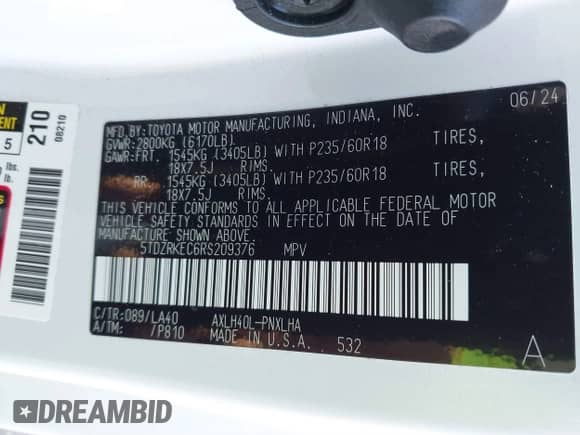 MFD.BY:TOYOTA MOTOR MANUFACTURING, INDIANA, INC. 06/24
GVWR:2800KG (6170LB)
GAWR:FRT. 1545KG (3405LB) WITH P235/60R18 TIRES,
18X7.5J RIMS.
RR. 1545KG (3405LB) WITH P235/60R18 TIRES,
18X7.5J RIMS.
THIS VEHICLE CONFORMS TO ALL APPLICABLE FEDERAL MOTOR
VEHICLE SAFETY STANDARDS IN EFFECT ON THE DATE OF
MANUFACTURE SHOWN ABOVE.
5TDZRKEC6RS209376 MPV
C/TR:089/LA40 AXLH40L-PNXLHA
A/TM: /P810 MADE IN U.S.A. 532
A
210
08210
5
lbs.
DREAMBID